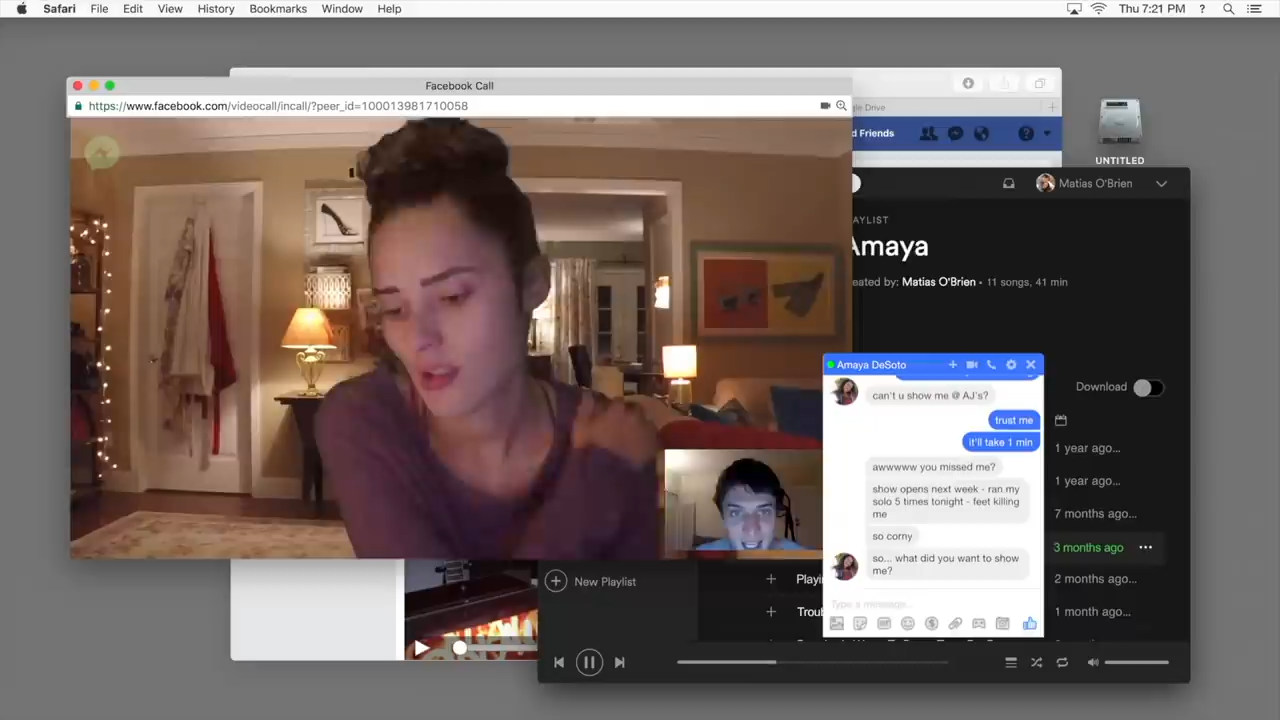 Safari File Edit View History Bookmarks Window Help
Thu 7:21 PM ?
Facebook Call
https://www.facebook.com/videocall/incall/?peer_id=100013981710058
Drive
d Friends
UNTITLED
Matias O'Brien
AYLIST
Amaya
eated by: Matias O'Brien • 11 songs, 41 min
Download
Amaya DeSoto
can't u show me @ AJ's?
trust me
it'll take 1 min
awwwww you missed me?
show opens next week - ran my
solo 5 times tonight - feet killing
me
so corny
so... what did you want to show
me?
Type a message...
1 year ago...
1 year ago...
7 months ago...
3 months ago
2 months ago...
1 month ago...
New Playlist
Playi
Troub